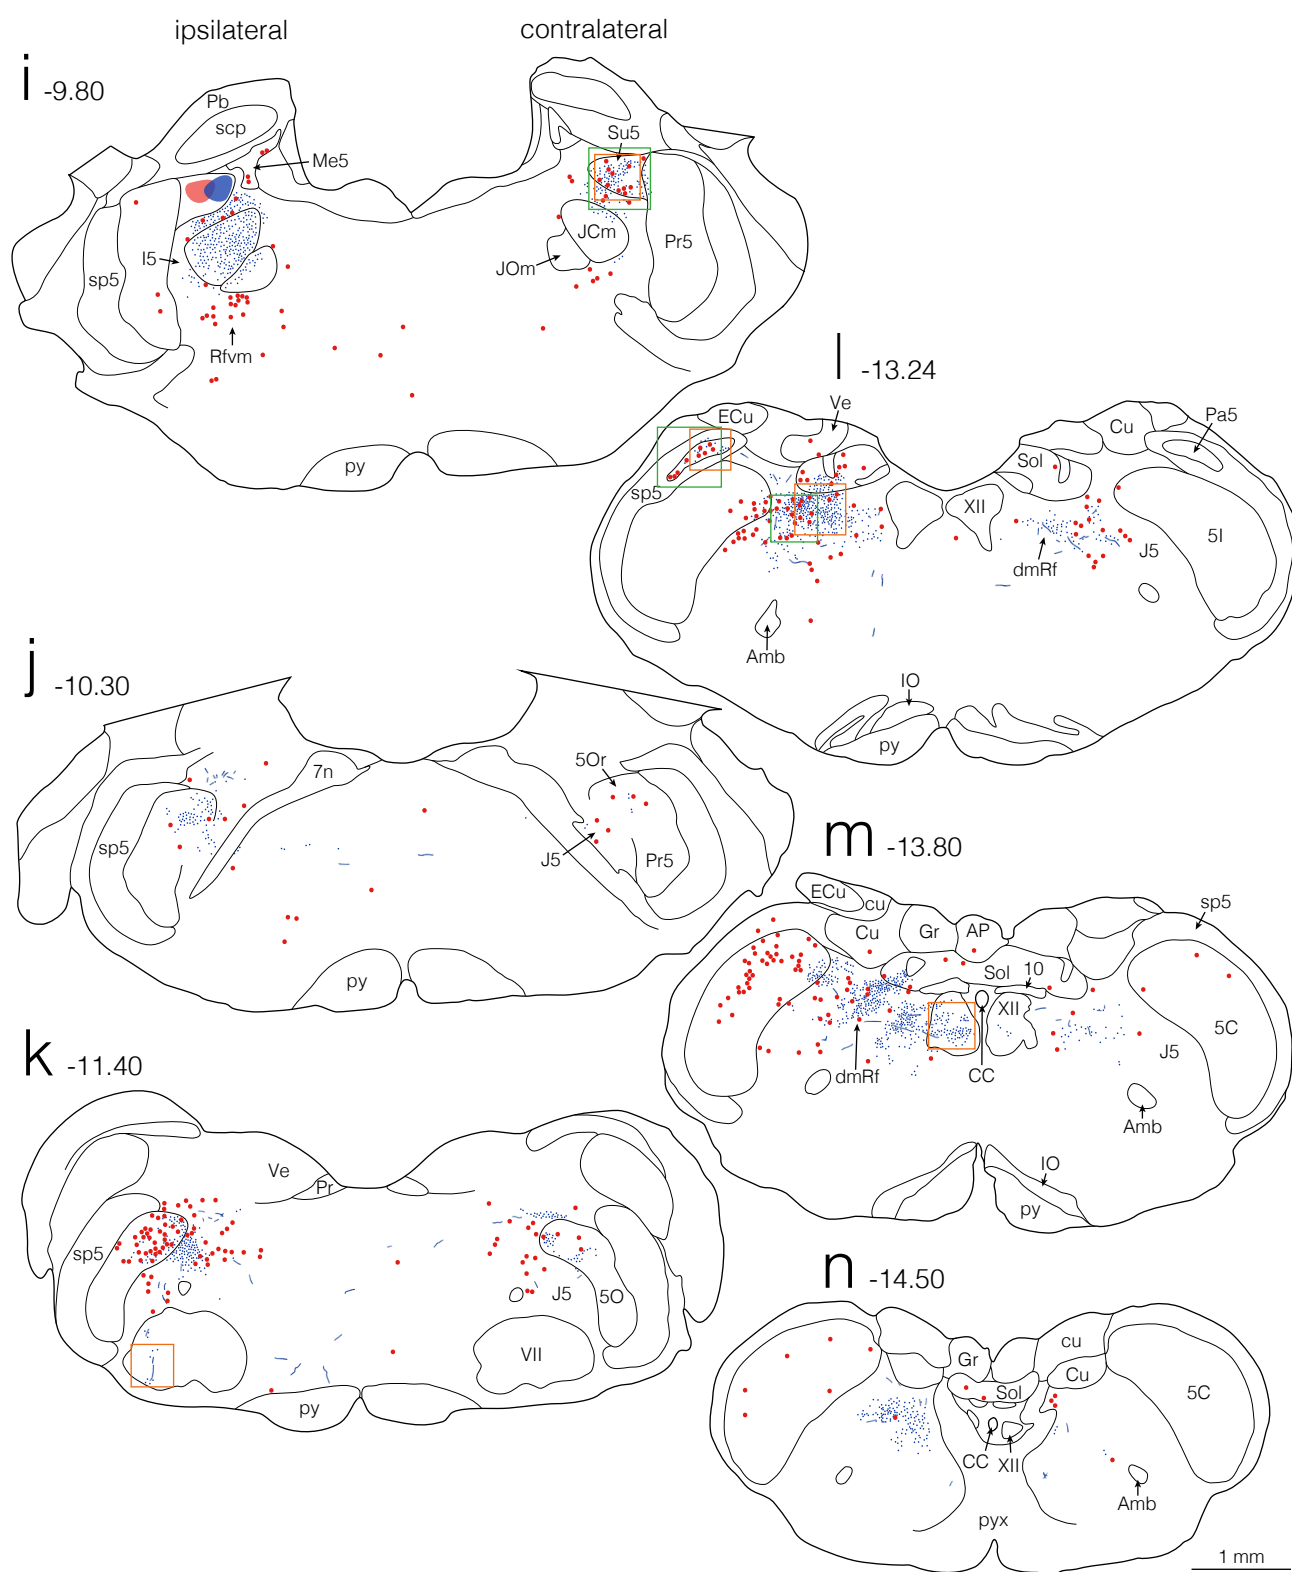 ipsilateral
contralateral
i -9.80
Pb
scp
Me5
Su5
I5
sp5
JCm
JOm
Pr5
Rfvm
py
l -13.24
ECu
Ve
Cu
Pa5
Sol
sp5
XII
5I
J5
dmRf
Amb
IO
py
j -10.30
7n
5Or
sp5
J5
Pr5
py
m -13.80
ECu
cu
sp5
Cu
Gr
AP
Sol
10
XII
5C
J5
dmRf
CC
Amb
IO
py
k -11.40
Ve
Pr
sp5
J5
5O
VII
py
n -14.50
Gr
cu
Cu
Sol
5C
CC
XII
Amb
pyx
1 mm